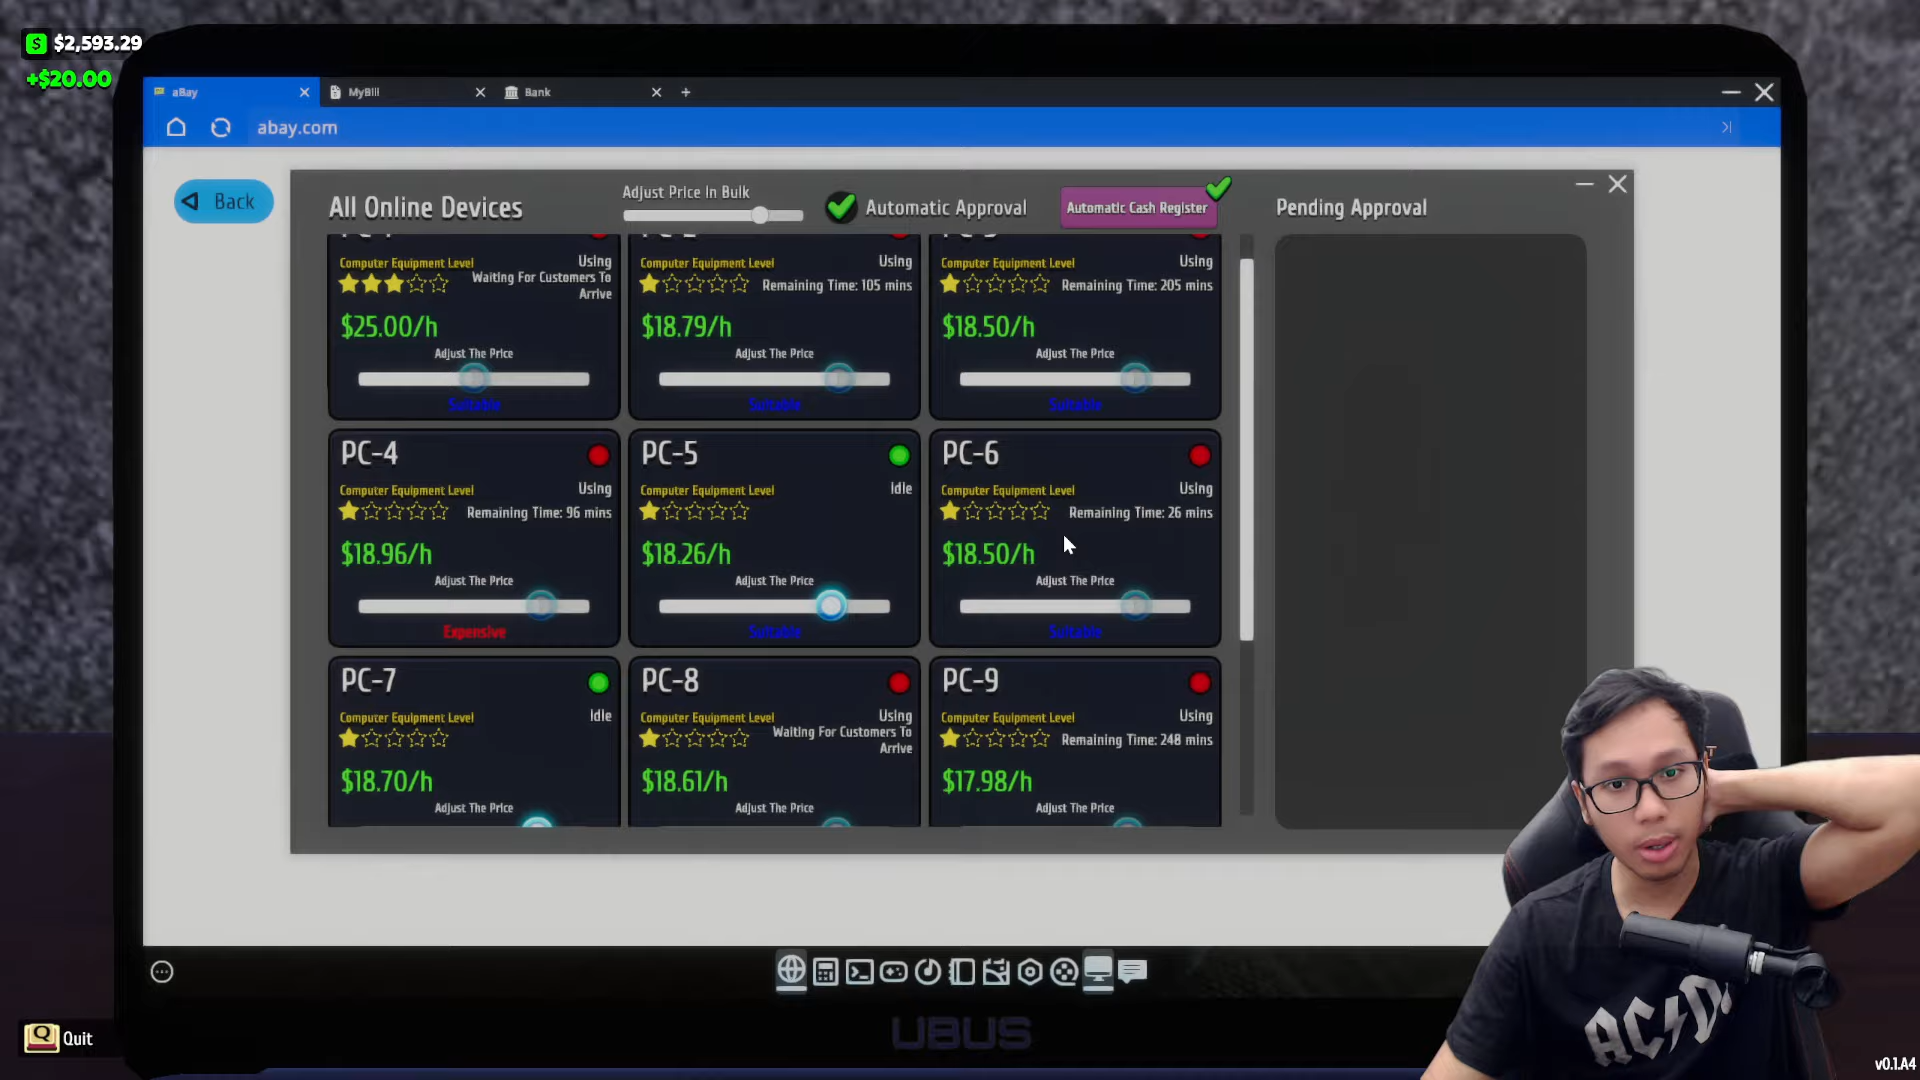 $2,593.29
+$20.00
aBay
MyBill
Bank
abay.com
Back
All Online Devices
Adjust Price In Bulk
Automatic Approval
Automatic Cash Register
Pending Approval
Computer Equipment Level
Using
Waiting For Customers To
Arrive
$25.00/h
Adjust The Price
Suitable
Computer Equipment Level
Using
Remaining Time: 105 mins
$18.79/h
Adjust The Price
Suitable
Computer Equipment Level
Using
Remaining Time: 205 mins
$18.50/h
Adjust The Price
Suitable
PC-4
Computer Equipment Level
Using
Remaining Time: 96 mins
$18.96/h
Adjust The Price
Expensive
PC-5
Computer Equipment Level
Idle
$18.26/h
Adjust The Price
Suitable
PC-6
Computer Equipment Level
Using
Remaining Time: 26 mins
$18.50/h
Adjust The Price
Suitable
PC-7
Computer Equipment Level
Idle
$18.70/h
Adjust The Price
PC-8
Computer Equipment Level
Using
Waiting For Customers To
Arrive
$18.61/h
Adjust The Price
PC-9
Computer Equipment Level
Using
Remaining Time: 248 mins
$17.98/h
Adjust The Price
UBUS
Q Quit
v0.1.A4